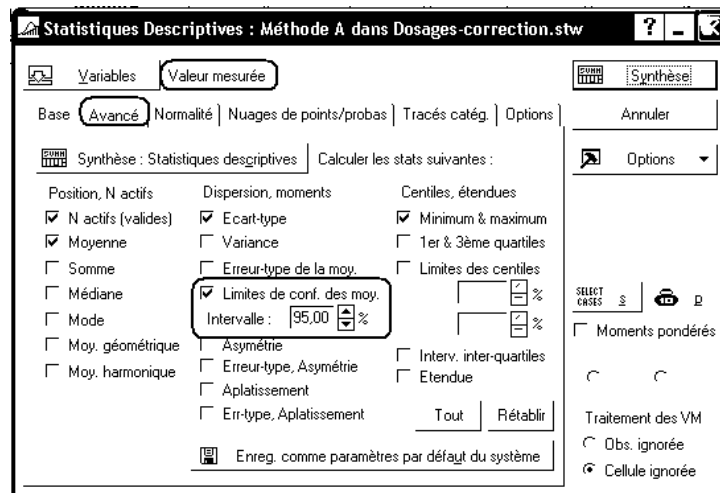 Statistiques Descriptives : Méthode A dans Dosages-correction.stw
Variables Valeur mesurée
Synthèse
Base Avancé Normalité Nuages de points/probas Tracés catég. Options
Annuler
Synthèse : Statistiques descriptives Calculer les stats suivantes :
Options
Position, N actifs Dispersion, moments Centiles, étendues
N actifs (valides) Ecart-type Minimum & maximum
Moyenne Variance 1er & 3ème quartiles
Somme Erreur-type de la moy. Limites des centiles
Médiane Limites de conf. des moy. %
SELECT CASES S D
Mode Intervalle : 95,00 % %
Moments pondérés
Moy. géométrique Asymétrie Interv. inter-quartiles
Moy. harmonique Erreur-type, Asymétrie Etendue
Aplatissement
Err-type, Aplatissement Tout Rétablir
Traitement des VM
Obs. ignorée
Enreg. comme paramètres par défaut du système
Cellule ignorée